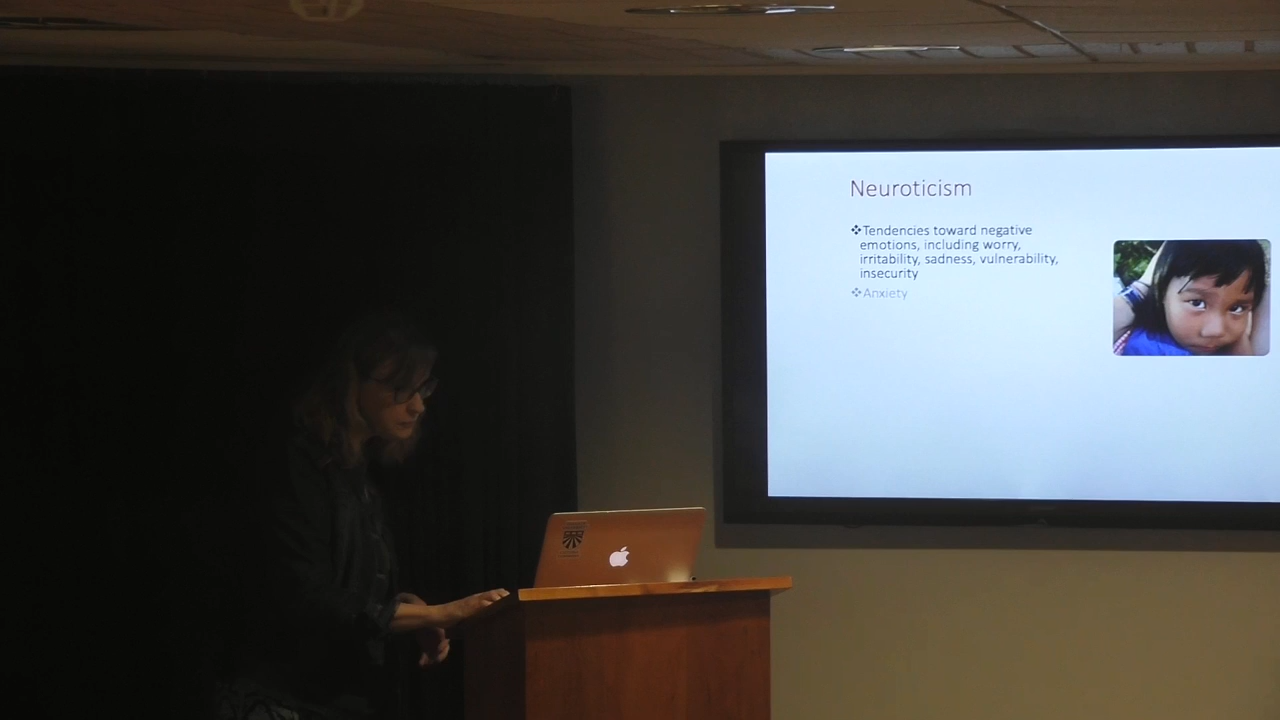 Neuroticism
❖Tendencies toward negative
emotions, including worry,
irritability, sadness, vulnerability,
insecurity
❖Anxiety